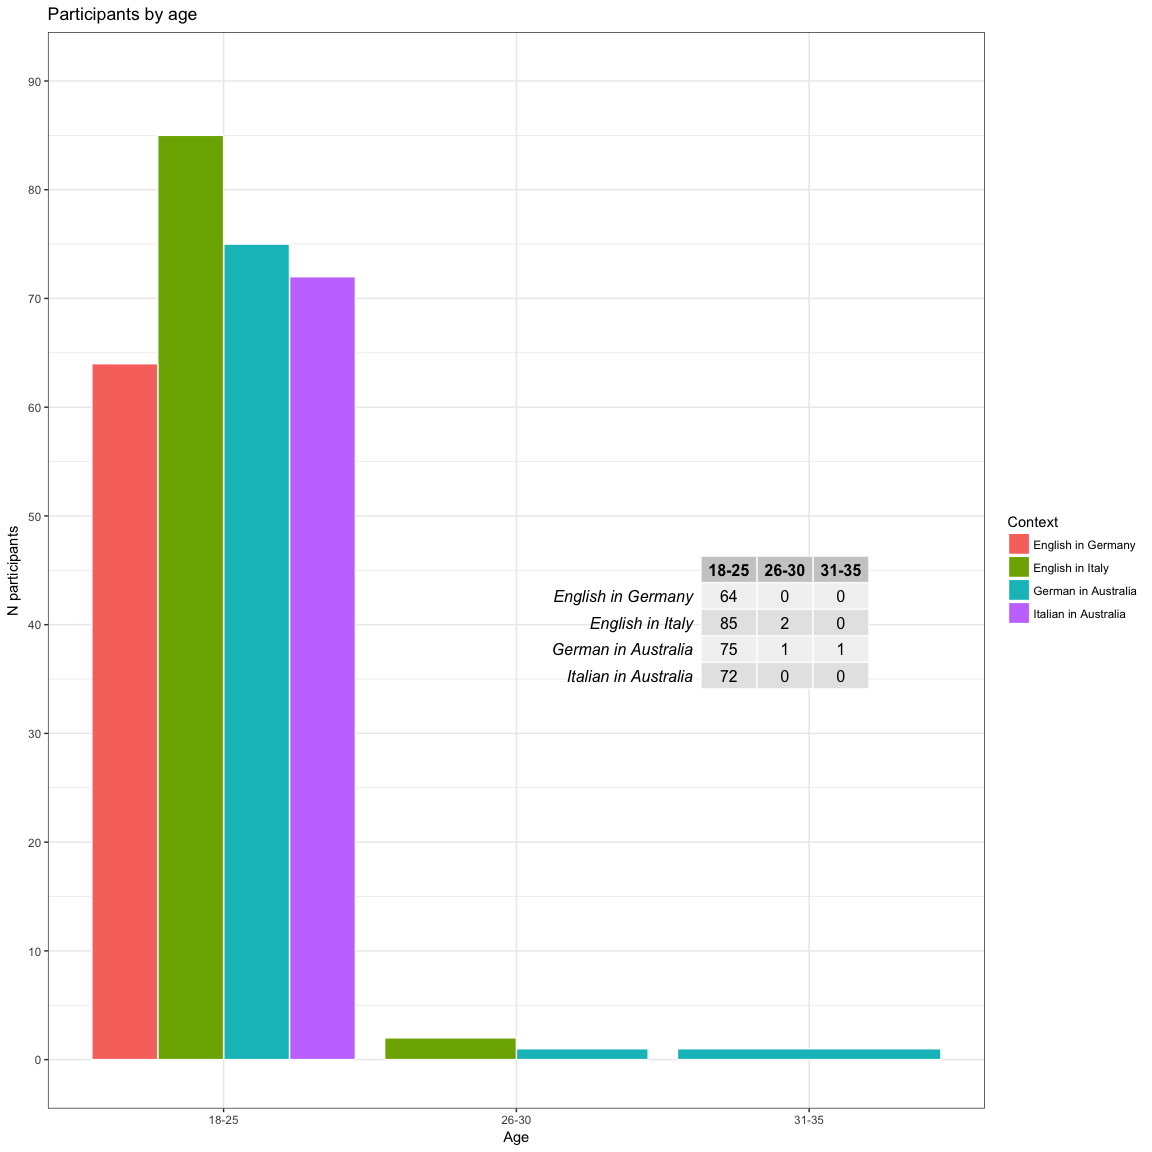 Participants by age
90
80
70
60
50
40
30
20
10
0
N participants
18-25 26-30 31-35
English in Germany 64 0 0
English in Italy 85 2 0
German in Australia 75 1 1
Italian in Australia 72 0 0
18-25 26-30 31-35
Age
Context
English in Germany
English in Italy
German in Australia
Italian in Australia